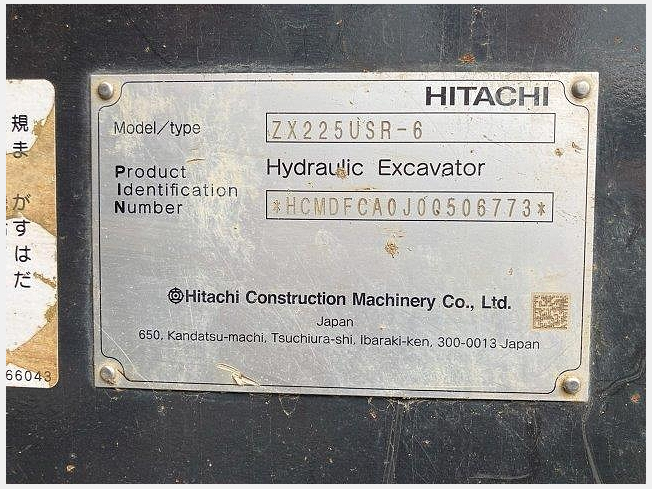 HITACHI
Model/type ZX225USR-6
Product
Identification
Number
Hydraulic Excavator
*HCMDFCA0J0Q506773*
Hitachi Construction Machinery Co., Ltd.
Japan
650, Kandatsu-machi, Tsuchiura-shi, Ibaraki-ken, 300-0013 Japan
規
ま
がすはだ
66043